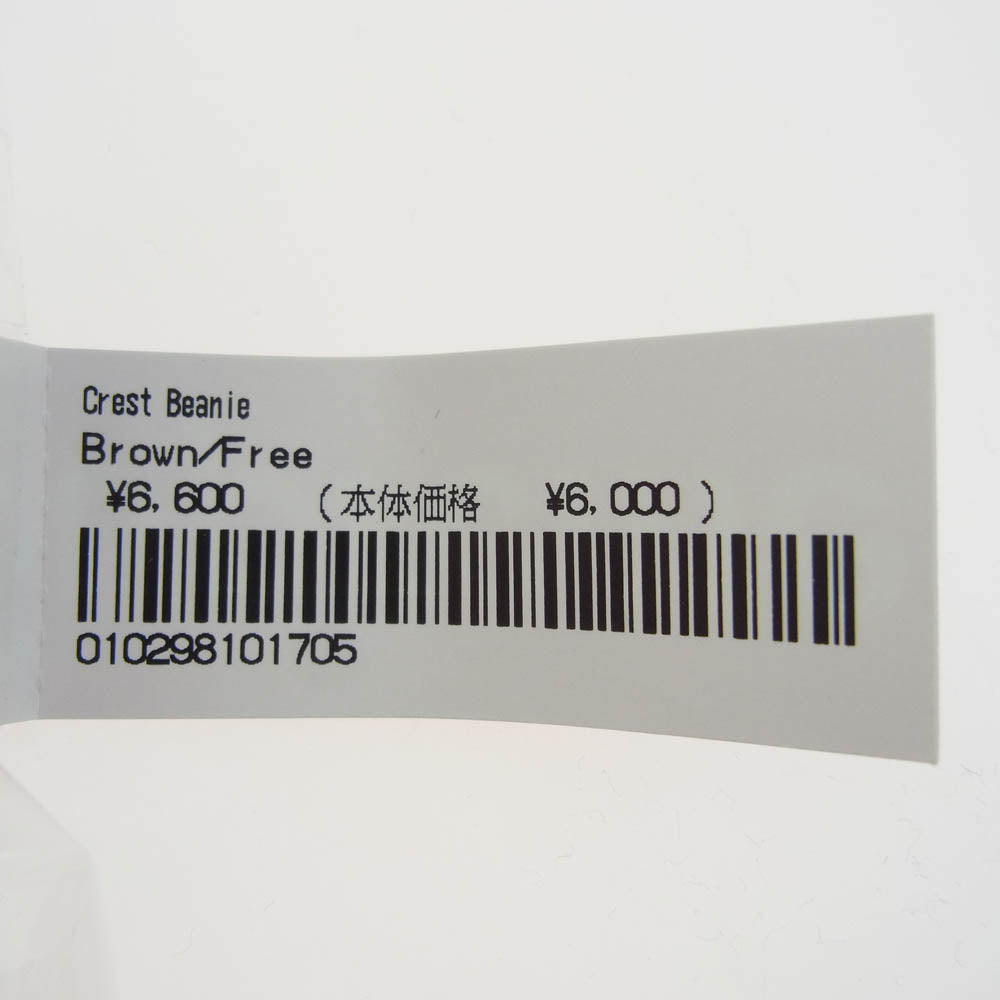 Crest Beanie
Brown/Free
¥6,600 (本体価格 ¥6,000)
010298101705